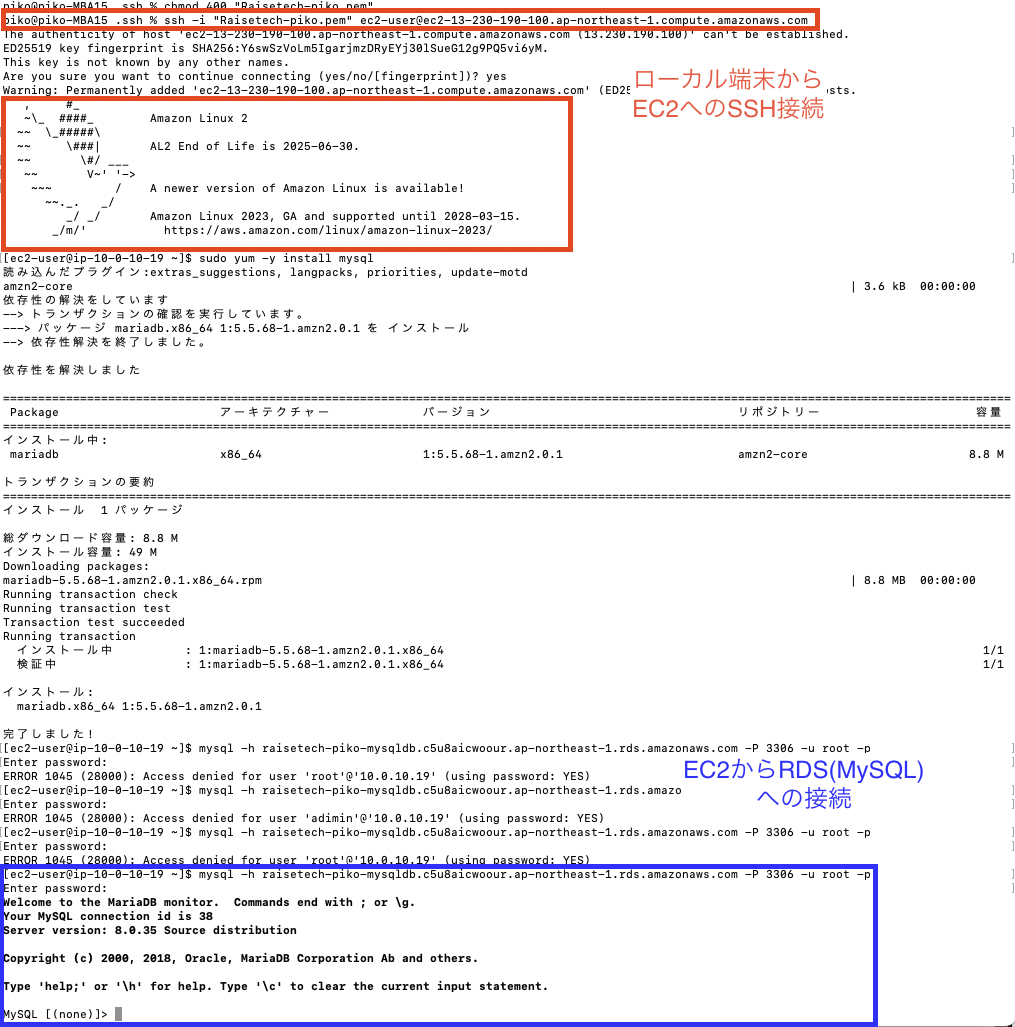 piko@piko-MBA15 .ssh % chmod 400 "Raisetech-piko.pem"
piko@piko-MBA15 .ssh % ssh -i "Raisetech-piko.pem" ec2-user@ec2-13-230-190-100.ap-northeast-1.compute.amazonaws.com
The authenticity of host 'ec2-13-230-190-100.ap-northeast-1.compute.amazonaws.com (13.230.190.100)' can't be established.
ED25519 key fingerprint is SHA256:Y6swSzVoLm5IgarjmzDRyEYj30lSueG12g9PQ5vi6yM.
This key is not known by any other names.
Are you sure you want to continue connecting (yes/no/[fingerprint])? yes
Warning: Permanently added 'ec2-13-230-190-100.ap-northeast-1.compute.amazonaws.com' (ED25 osts.
ローカル端末から
EC2へのSSH接続
   ,     #_
   ~\_  ####_        Amazon Linux 2
  ~~  \_#####\
  ~~     \###|       AL2 End of Life is 2025-06-30.
  ~~       \#/ ___
   ~~       V~' '->
    ~~~         /    A newer version of Amazon Linux is available!
      ~~._.   _/
         _/ _/       Amazon Linux 2023, GA and supported until 2028-03-15.
       _/m/'           https://aws.amazon.com/linux/amazon-linux-2023/
[[ec2-user@ip-10-0-10-19 ~]$ sudo yum -y install mysql
読み込んだプラグイン:extras_suggestions, langpacks, priorities, update-motd
amzn2-core | 3.6 kB 00:00:00
依存性の解決をしています
--> トランザクションの確認を実行しています。
---> パッケージ mariadb.x86_64 1:5.5.68-1.amzn2.0.1 を インストール
--> 依存性解決を終了しました。
依存性を解決しました
Package アーキテクチャー バージョン リポジトリー 容量
インストール中:
mariadb x86_64 1:5.5.68-1.amzn2.0.1 amzn2-core 8.8 M
トランザクションの要約
インストール 1 パッケージ
総ダウンロード容量: 8.8 M
インストール容量: 49 M
Downloading packages:
mariadb-5.5.68-1.amzn2.0.1.x86_64.rpm | 8.8 MB 00:00:00
Running transaction check
Running transaction test
Transaction test succeeded
Running transaction
インストール中 : 1:mariadb-5.5.68-1.amzn2.0.1.x86_64 1/1
検証中 : 1:mariadb-5.5.68-1.amzn2.0.1.x86_64 1/1
インストール:
mariadb.x86_64 1:5.5.68-1.amzn2.0.1
完了しました!
[[ec2-user@ip-10-0-10-19 ~]$ mysql -h raisetech-piko-mysqldb.c5u8aicwoour.ap-northeast-1.rds.amazonaws.com -P 3306 -u root -p
Enter password:
ERROR 1045 (28000): Access denied for user 'root'@'10.0.10.19' (using password: YES)
[[ec2-user@ip-10-0-10-19 ~]$ mysql -h raisetech-piko-mysqldb.c5u8aicwoour.ap-northeast-1.rds.amazo
EC2からRDS(MySQL)
への接続
Enter password:
ERROR 1045 (28000): Access denied for user 'adimin'@'10.0.10.19' (using password: YES)
[[ec2-user@ip-10-0-10-19 ~]$ mysql -h raisetech-piko-mysqldb.c5u8aicwoour.ap-northeast-1.rds.amazonaws.com -P 3306 -u root -p
Enter password:
ERROR 1045 (28000): Access denied for user 'root'@'10.0.10.19' (using password: YES)
[[ec2-user@ip-10-0-10-19 ~]$ mysql -h raisetech-piko-mysqldb.c5u8aicwoour.ap-northeast-1.rds.amazonaws.com -P 3306 -u root -p
Enter password:
Welcome to the MariaDB monitor.  Commands end with ; or \g.
Your MySQL connection id is 38
Server version: 8.0.35 Source distribution
Copyright (c) 2000, 2018, Oracle, MariaDB Corporation Ab and others.
Type 'help;' or '\h' for help. Type '\c' to clear the current input statement.
MySQL [(none)]>